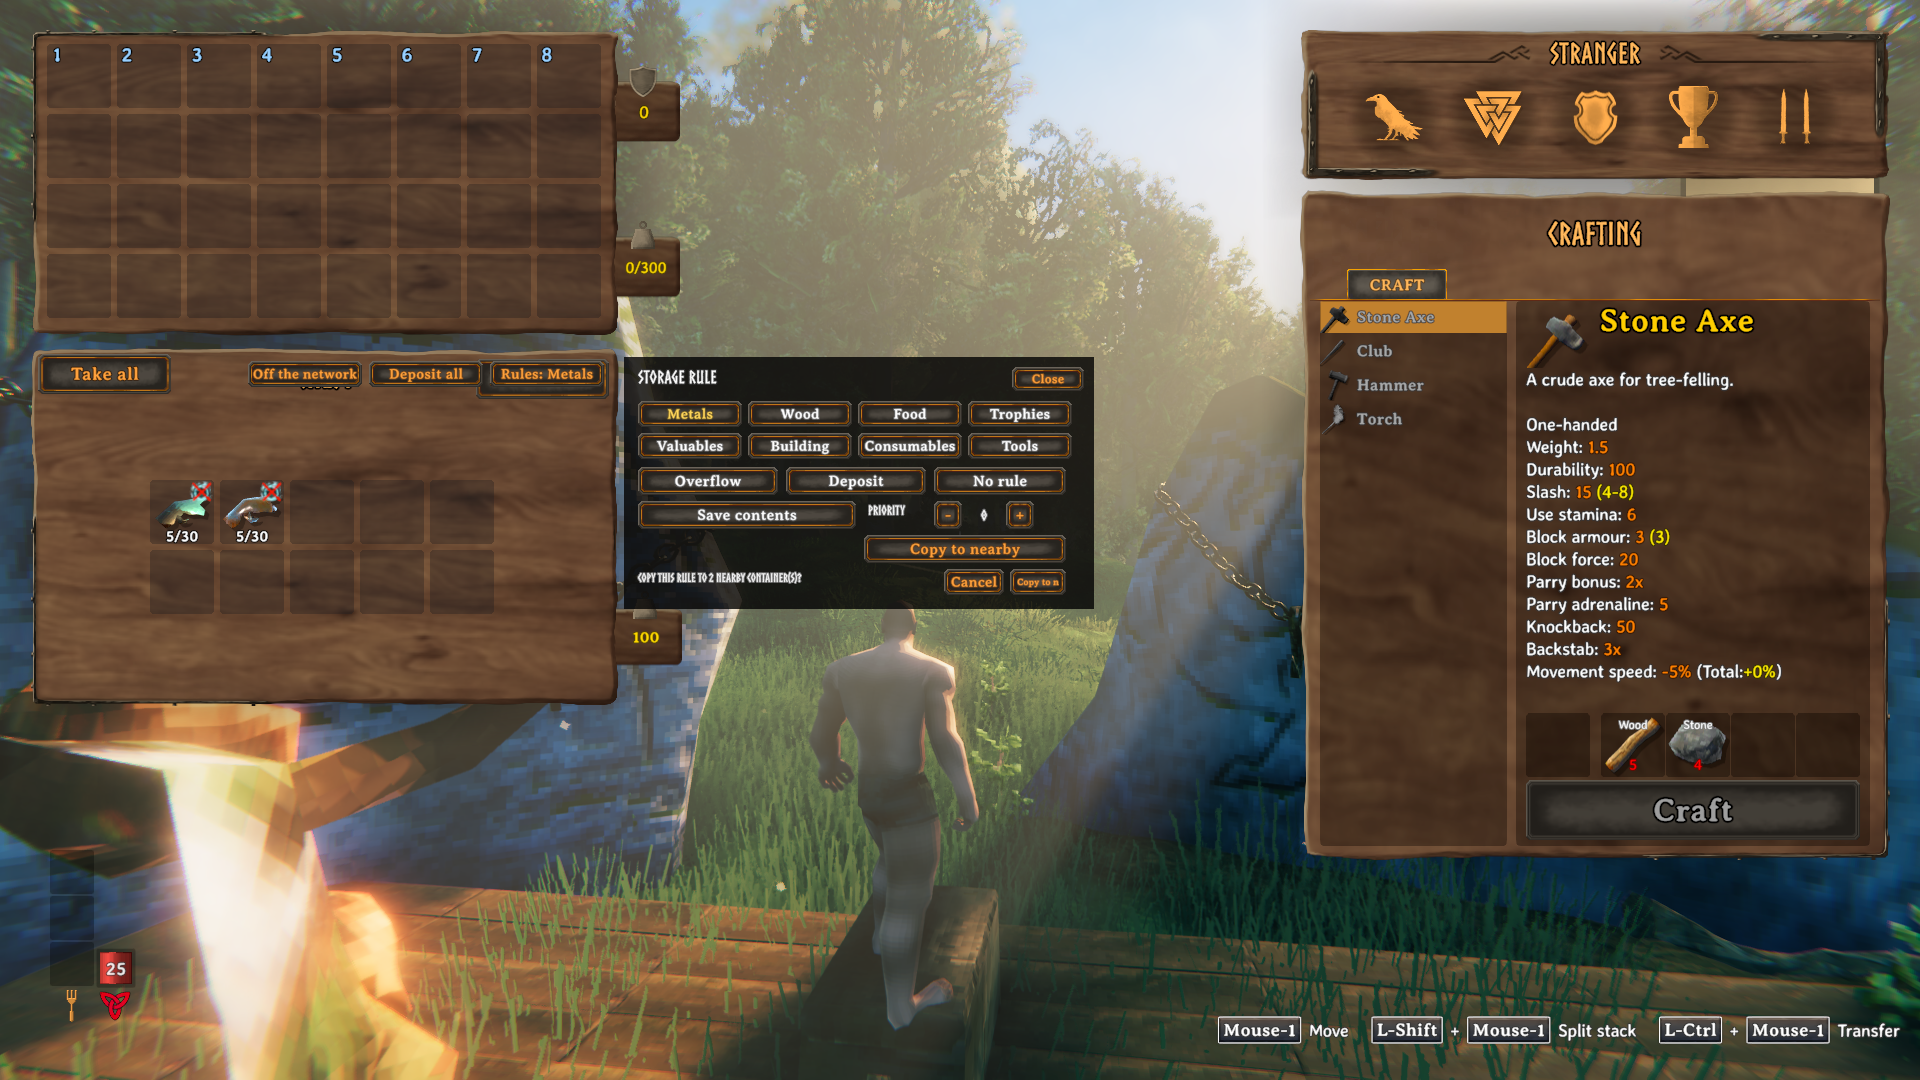 1 2 3 4 5 6 7 8
0
0/300
STRANGER
CRAFTING
CRAFT
Stone Axe
Club
Hammer
Torch
Stone Axe
A crude axe for tree-felling.
One-handed
Weight: 1.5
Durability: 100
Slash: 15 (4-8)
Use stamina: 6
Block armour: 3 (3)
Block force: 20
Parry bonus: 2x
Parry adrenaline: 5
Knockback: 50
Backstab: 3x
Movement speed: -5% (Total:+0%)
Wood
5
Stone
4
Craft
Take all
Off the network
Deposit all
Rules: Metals
5/30
5/30
100
STORAGE RULE
Close
Metals Wood Food Trophies
Valuables Building Consumables Tools
Overflow Deposit No rule
Save contents PRIORITY - 0 +
Copy to nearby
COPY THIS RULE TO 2 NEARBY CONTAINER(S)?
Cancel
Copy to n
25
Mouse-1 Move L-Shift + Mouse-1 Split stack L-Ctrl + Mouse-1 Transfer